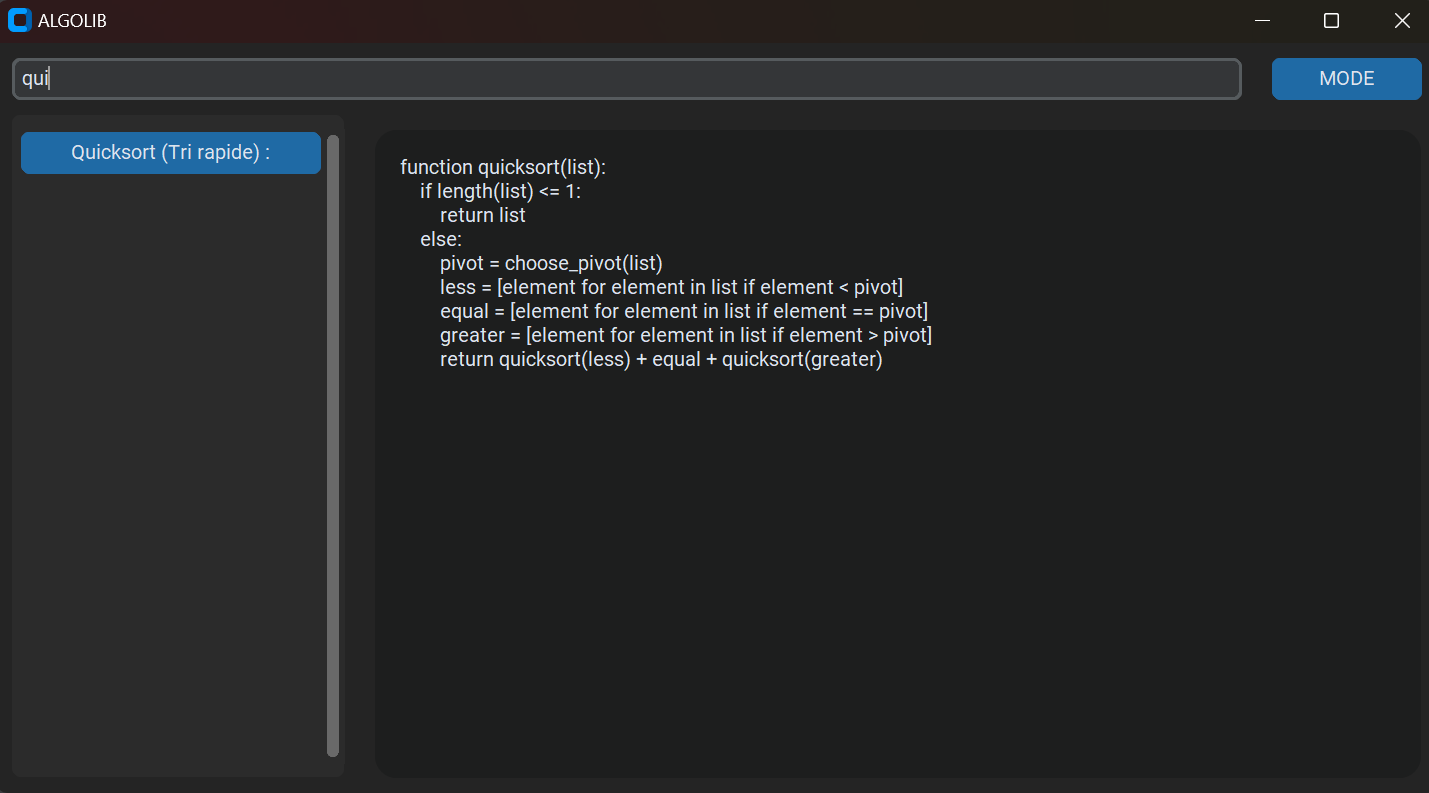 ALGOLIB
qui
MODE
Quicksort (Tri rapide) :
function quicksort(list):
    if length(list) <= 1:
        return list
    else:
        pivot = choose_pivot(list)
        less = [element for element in list if element < pivot]
        equal = [element for element in list if element == pivot]
        greater = [element for element in list if element > pivot]
        return quicksort(less) + equal + quicksort(greater)